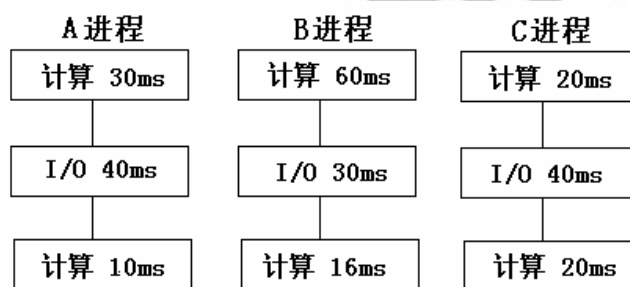 A进程 B进程 C进程
计算 30ms 计算 60ms 计算 20ms
I/O 40ms I/O 30ms I/O 40ms
计算 10ms 计算 16ms 计算 20ms